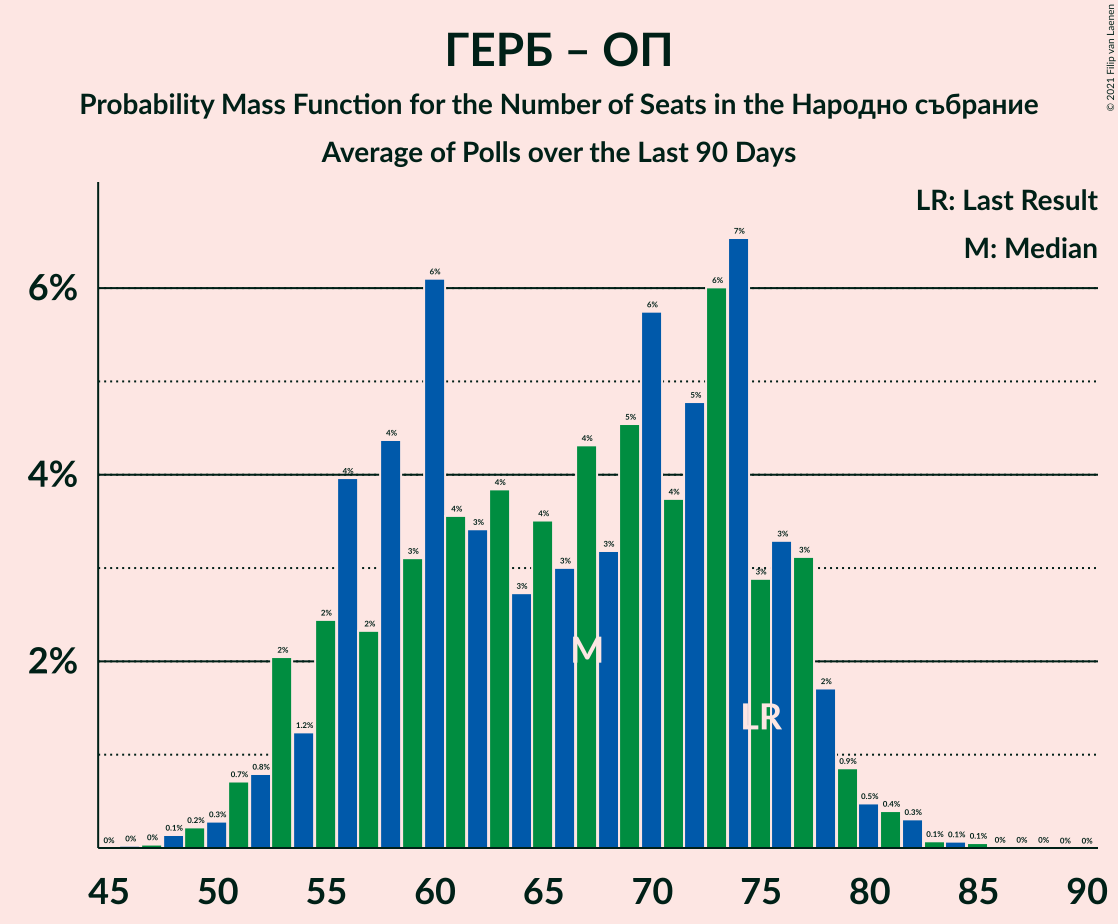 ГЕРБ – ОП
Probability Mass Function for the Number of Seats in the Народно събрание
Average of Polls over the Last 90 Days
© 2021 Filip van Laenen
LR: Last Result
M: Median
6%
4%
2%
0% 0% 0% 0.1% 0.2% 0.3% 0.7% 0.8% 2% 1.2% 2% 4% 2% 4% 3% 6% 4% 3% 4% 3% 4% 3% 4% 3% 5% 6% 4% 5% 6% 7% 3% 3% 3% 2% 0.9% 0.5% 0.4% 0.3% 0.1% 0.1% 0.1% 0% 0% 0% 0% 0%
M
LR
45 50 55 60 65 70 75 80 85 90